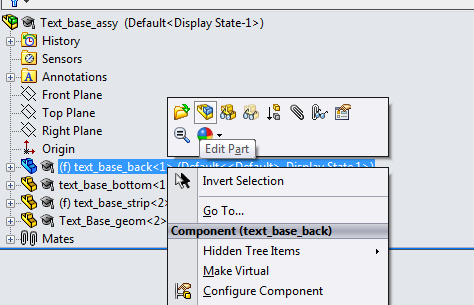 Text_base_assy (Default<Display State-1>)
History
Sensors
Annotations
Front Plane
Top Plane
Right Plane
Origin
Edit Part
(f) text_base_back<1> (Default<<Default>_Display State 1>)
text_base_bottom<1
(f) text_base_strip<2>
Text_Base_geom<2>
Mates
Invert Selection
Go To...
Component (text_base_back)
Hidden Tree Items
Make Virtual
Configure Component